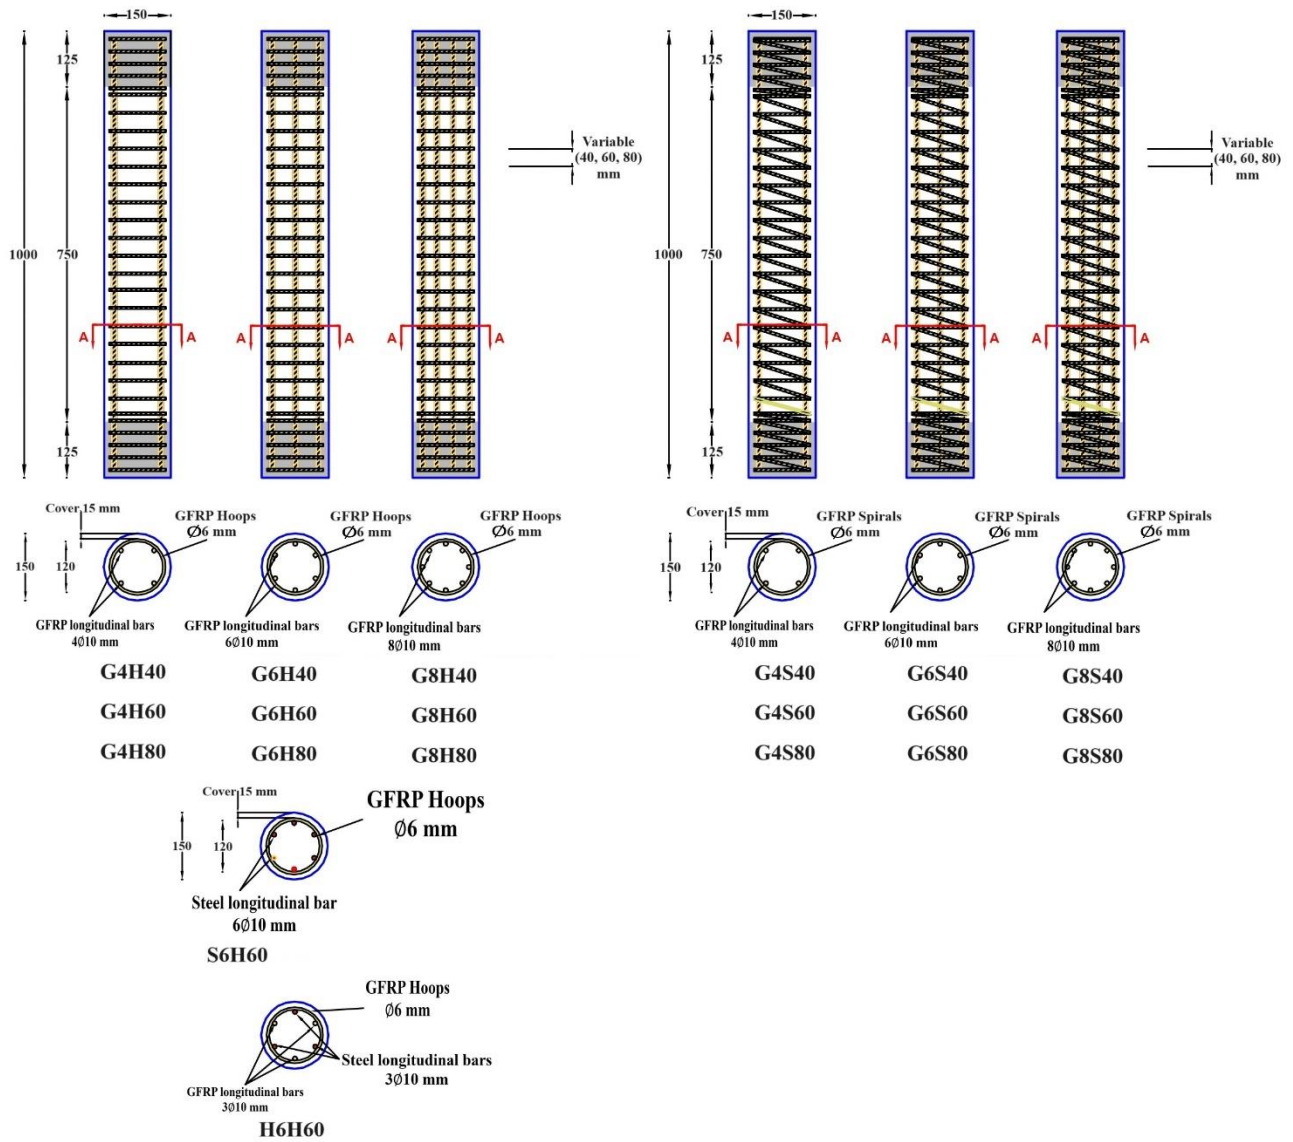 150
125
1000
750
125
A
A
A
A
A
A
Variable
(40, 60, 80)
mm
150
125
1000
750
125
A
A
A
A
A
A
Variable
(40, 60, 80)
mm
Cover 15 mm
150
120
GFRP Hoops
Ø6 mm
GFRP longitudinal bars
4Ø10 mm
GFRP Hoops
Ø6 mm
GFRP longitudinal bars
6Ø10 mm
GFRP Hoops
Ø6 mm
GFRP longitudinal bars
8Ø10 mm
Cover 15 mm
150
120
GFRP Spirals
Ø6 mm
GFRP longitudinal bars
4Ø10 mm
GFRP Spirals
Ø6 mm
GFRP longitudinal bars
6Ø10 mm
GFRP Spirals
Ø6 mm
GFRP longitudinal bars
8Ø10 mm
G4H40
G6H40
G8H40
G4S40
G6S40
G8S40
G4H60
G6H60
G8H60
G4S60
G6S60
G8S60
G4H80
G6H80
G8H80
G4S80
G6S80
G8S80
Cover 15 mm
150
120
GFRP Hoops
Ø6 mm
Steel longitudinal bar
6Ø10 mm
S6H60
GFRP Hoops
Ø6 mm
Steel longitudinal bars
3Ø10 mm
GFRP longitudinal bars
3Ø10 mm
H6H60